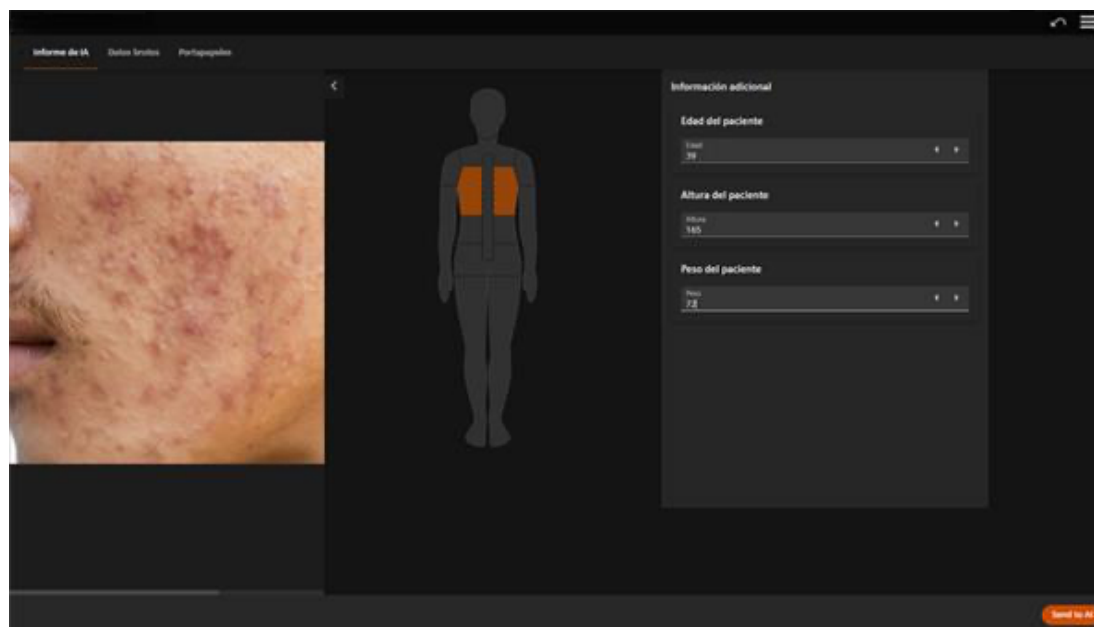 Informe de IA Datos brutos Portapapeles
Información adicional
Edad del paciente
Edad
39
Altura del paciente
Altura
165
Peso del paciente
Peso
72
Send to AI